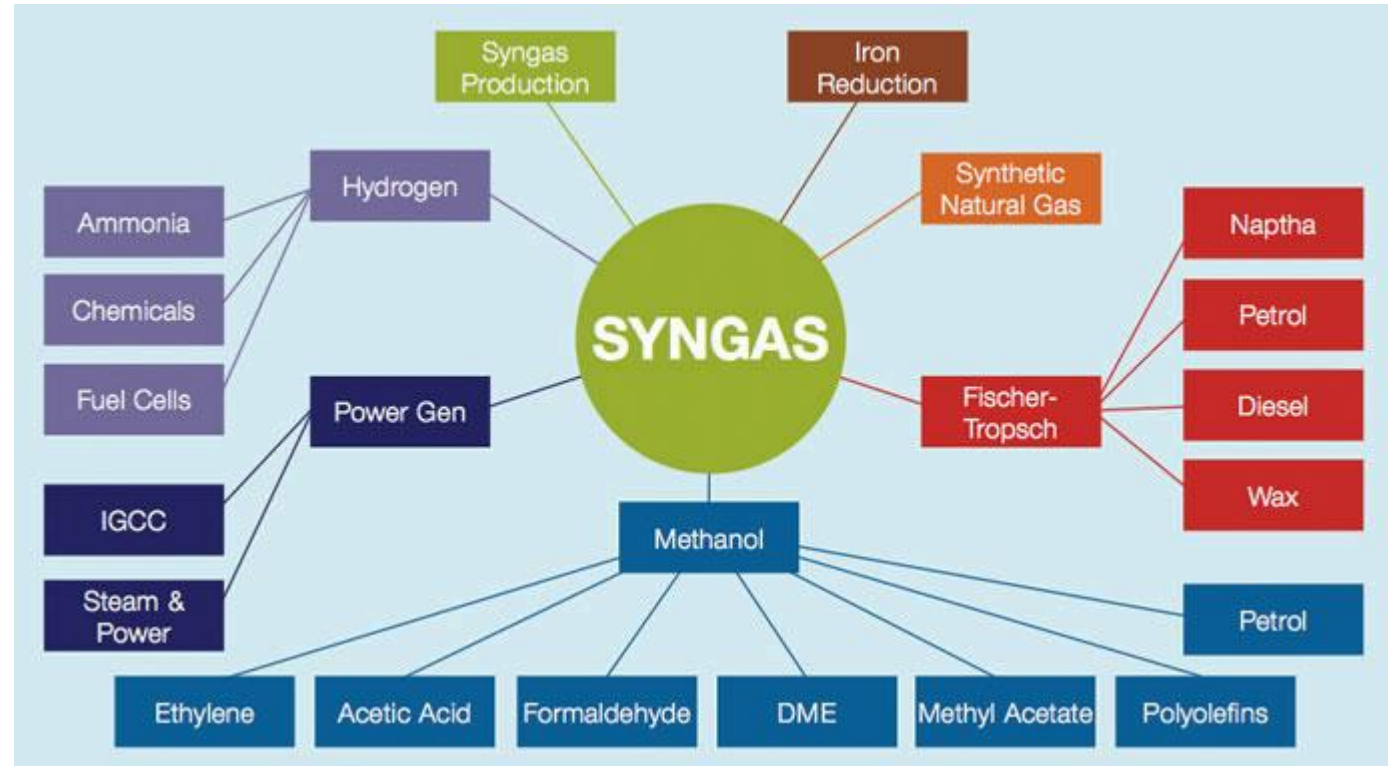 Syngas
Production
Iron
Reduction
Hydrogen
Synthetic
Natural Gas
Ammonia
Naptha
Chemicals
Petrol
SYNGAS
Fuel Cells
Power Gen
Fischer-
Tropsch
Diesel
IGCC
Wax
Methanol
Steam &
Power
Petrol
Ethylene
Acetic Acid
Formaldehyde
DME
Methyl Acetate
Polyolefins